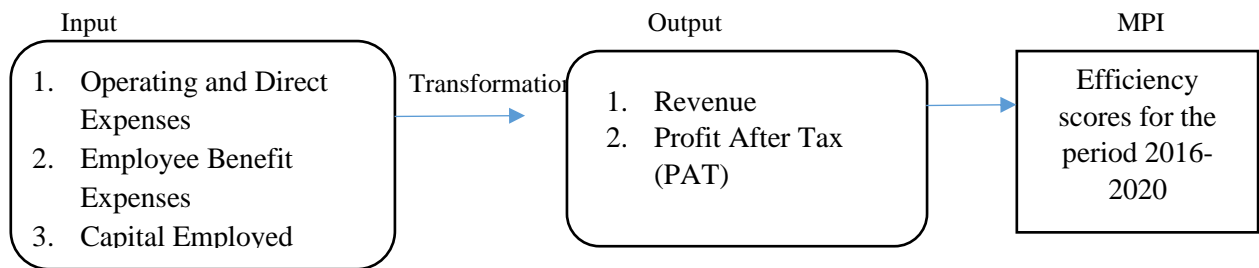 Input
Output
MPI
1. Operating and Direct
Expenses
2. Employee Benefit
Expenses
3. Capital Employed
Transformation
1. Revenue
2. Profit After Tax
(PAT)
Efficiency
scores for the
period 2016-
2020